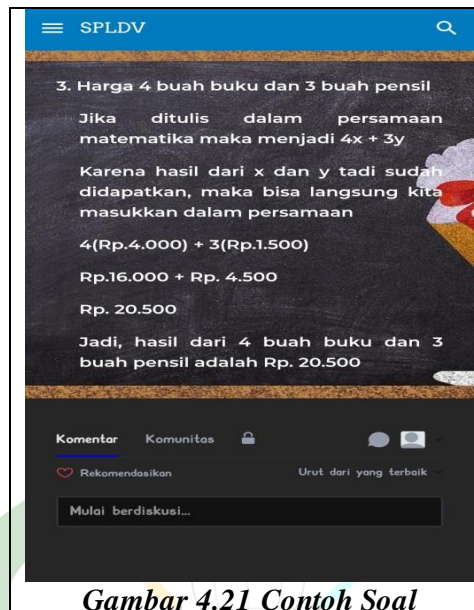 SPLDV
3. Harga 4 buah buku dan 3 buah pensil
Jika ditulis dalam persamaan
matematika maka menjadi 4x + 3y
Karena hasil dari x dan y tadi sudah
didapatkan, maka bisa langsung kita
masukkan dalam persamaan
4(Rp.4.000) + 3(Rp.1.500)
Rp.16.000 + Rp. 4.500
Rp. 20.500
Jadi, hasil dari 4 buah buku dan 3
buah pensil adalah Rp. 20.500
Komentar Komunitas
Rekomendasikan Urut dari yang terbaik
Mulai berdiskusi...
Gambar 4.21 Contoh Soal